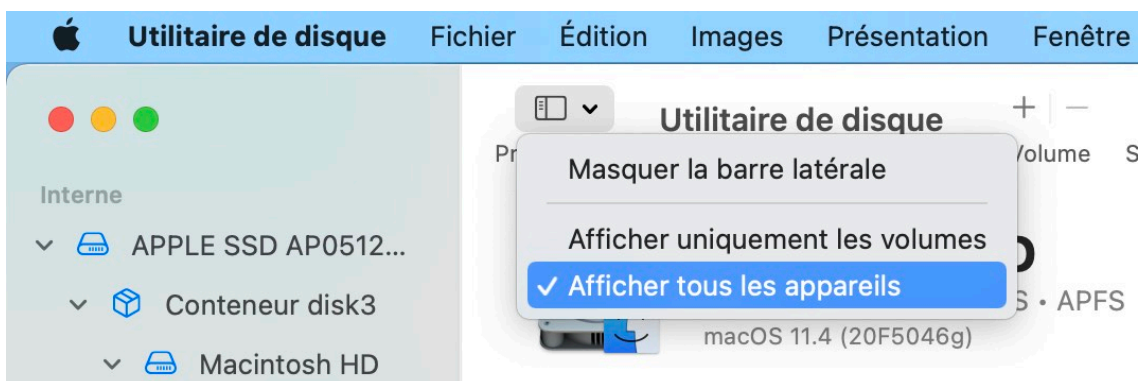 Utilitaire de disque Fichier Édition Images Présentation Fenêtre
Utilitaire de disque
Masquer la barre latérale
Afficher uniquement les volumes
✓ Afficher tous les appareils
Volume
Interne
APPLE SSD AP0512...
Conteneur disk3
Macintosh HD
APFS
macOS 11.4 (20F5046g)